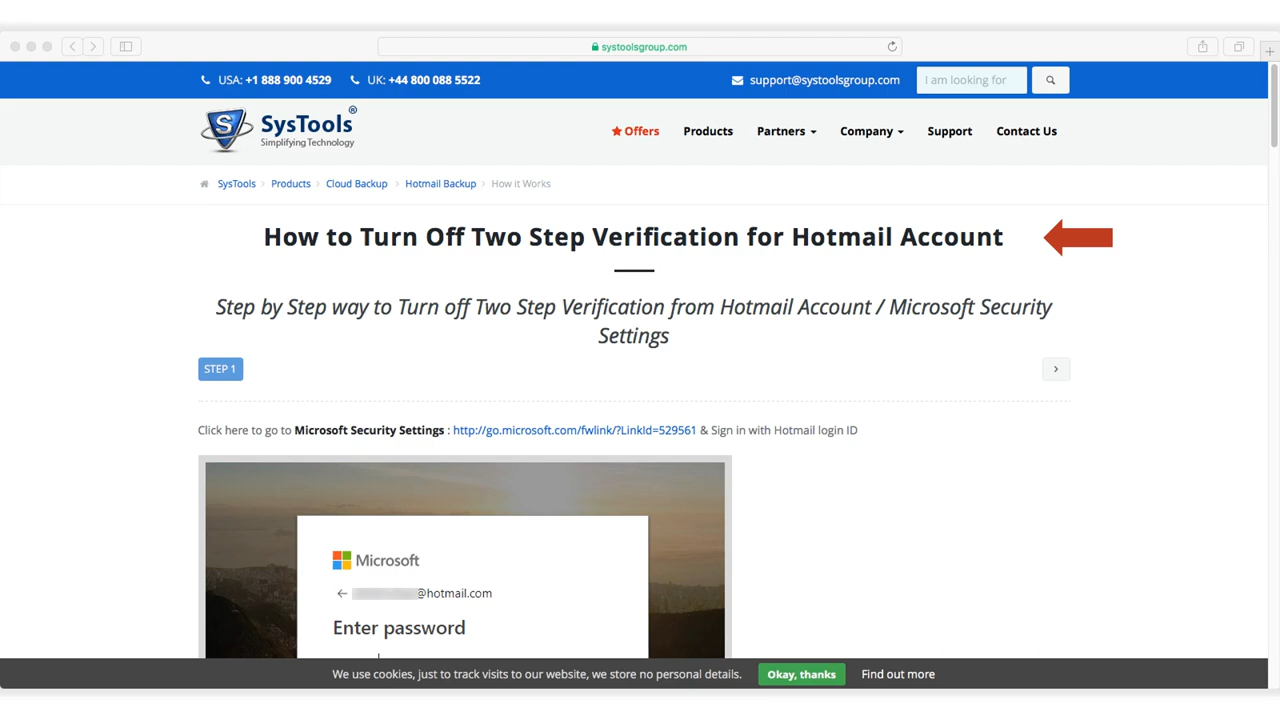 systoolsgroup.com
USA: +1 888 900 4529 UK: +44 800 088 5522 support@systoolsgroup.com I am looking for
S SysTools®
Simplifying Technology
Offers Products Partners Company Support Contact Us
SysTools Products Cloud Backup Hotmail Backup How it Works
How to Turn Off Two Step Verification for Hotmail Account
Step by Step way to Turn off Two Step Verification from Hotmail Account / Microsoft Security
Settings
STEP 1
Click here to go to Microsoft Security Settings : http://go.microsoft.com/fwlink/?LinkId=529561 & Sign in with Hotmail login ID
Microsoft
@hotmail.com
Enter password
We use cookies, just to track visits to our website, we store no personal details. Okay, thanks Find out more